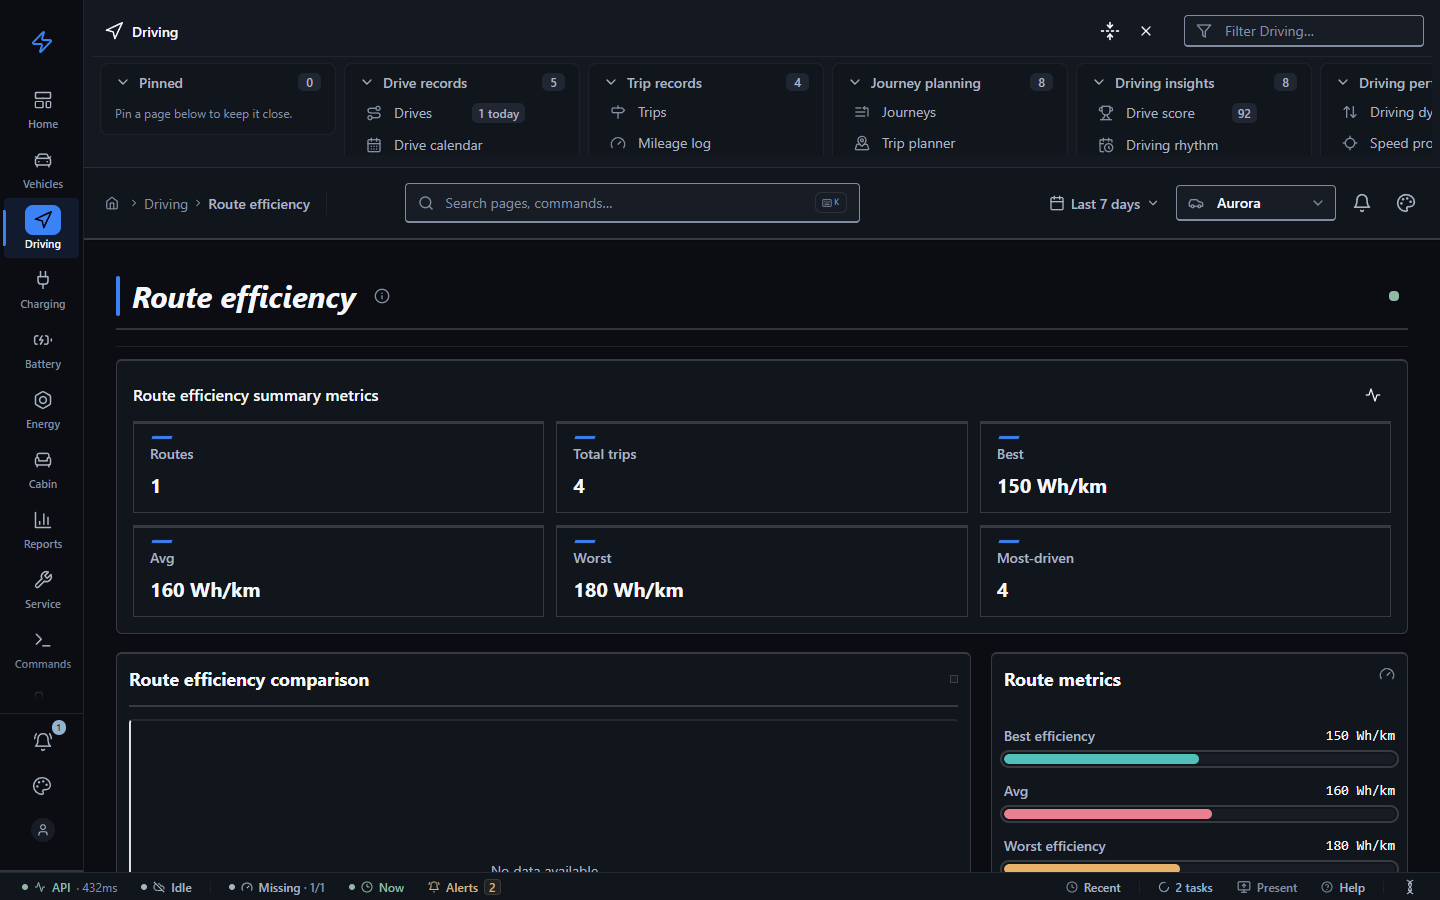 Driving
Filter Driving...
Pinned 0
Pin a page below to keep it close.
Drive records 5
Drives 1 today
Drive calendar
Trip records 4
Trips
Mileage log
Journey planning 8
Journeys
Trip planner
Driving insights 8
Drive score 92
Driving rhythm
Driving per
Driving dy
Speed pro
Home
Vehicles
Driving
Charging
Battery
Energy
Cabin
Reports
Service
Commands
1
Driving
Route efficiency
Search pages, commands...
K
Last 7 days
Aurora
Route efficiency
Route efficiency summary metrics
Routes
1
Total trips
4
Best
150 Wh/km
Avg
160 Wh/km
Worst
180 Wh/km
Most-driven
4
Route efficiency comparison
No data available
Route metrics
Best efficiency 150 Wh/km
Avg 160 Wh/km
Worst efficiency 180 Wh/km
API · 432ms
Idle
Missing · 1/1
Now
Alerts 2
Recent
2 tasks
Present
Help